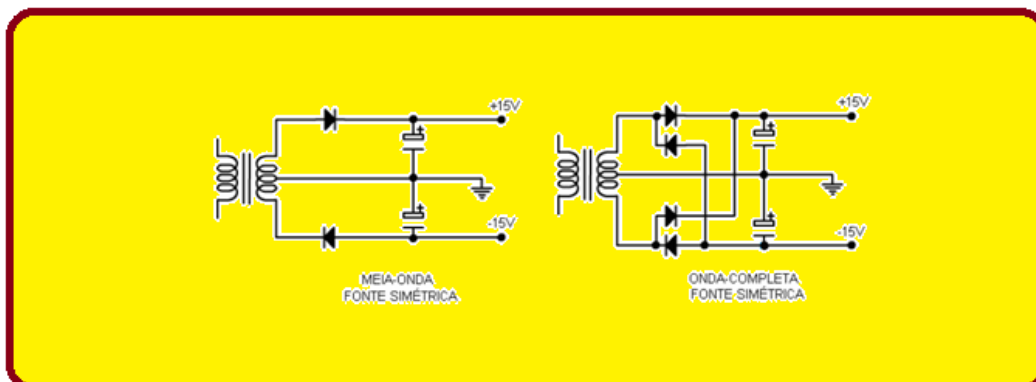 +15V
-15V
MEIA-ONDA
FONTE SIMÉTRICA
+15V
-15V
ONDA-COMPLETA
FONTE SIMÉTRICA